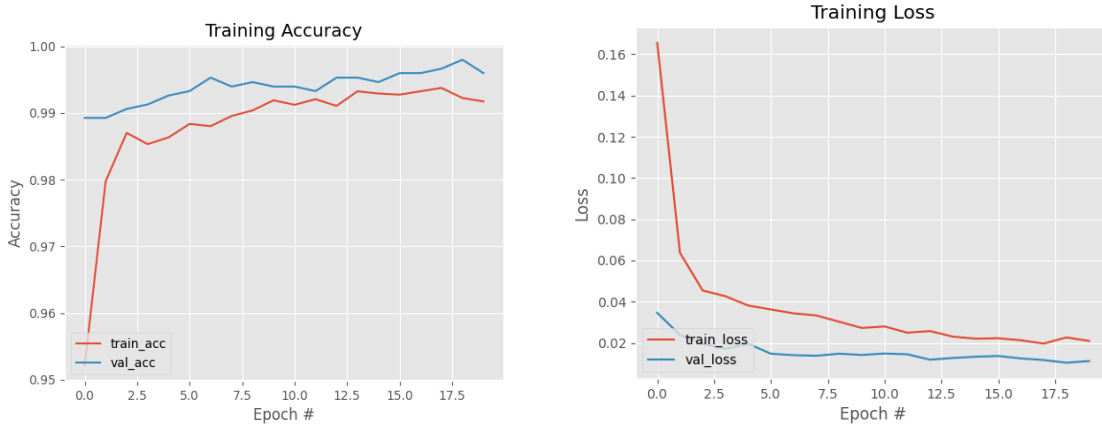 Training Accuracy
1.00
0.99
0.98
0.97
0.96
0.95
Accuracy
train_acc
val_acc
0.0 2.5 5.0 7.5 10.0 12.5 15.0 17.5
Epoch #
Training Loss
0.16
0.14
0.12
0.10
0.08
0.06
0.04
0.02
Loss
train_loss
val_loss
0.0 2.5 5.0 7.5 10.0 12.5 15.0 17.5
Epoch #